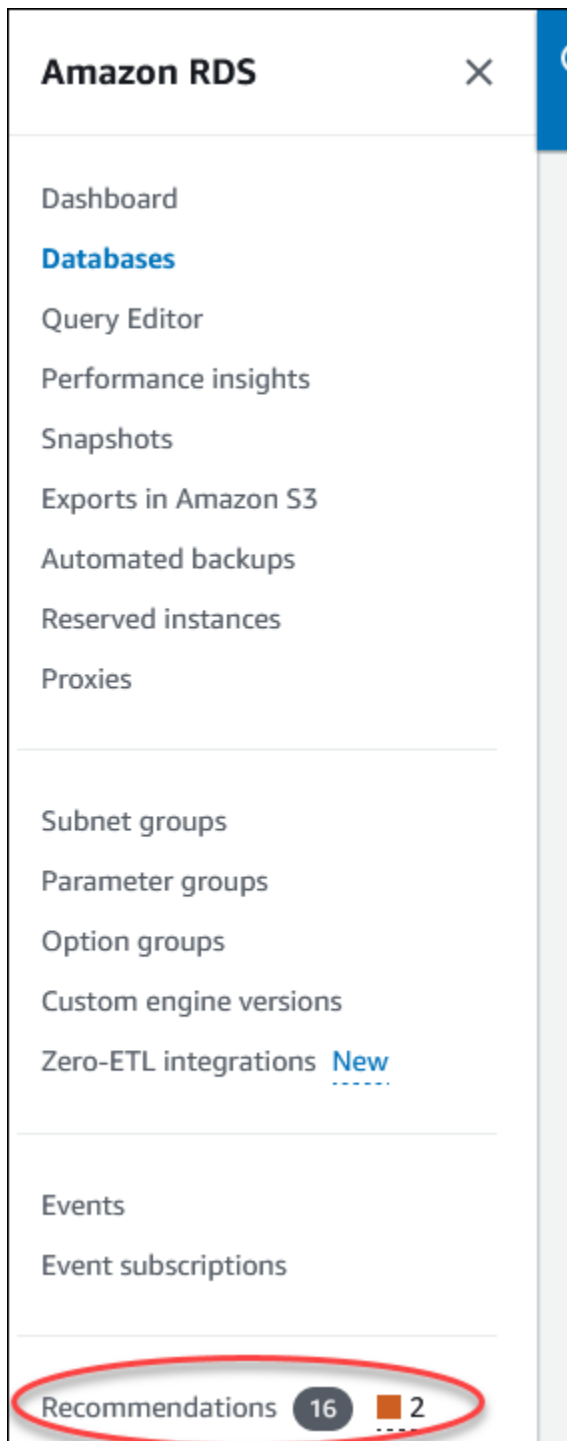 Amazon RDS
Dashboard
Databases
Query Editor
Performance insights
Snapshots
Exports in Amazon S3
Automated backups
Reserved instances
Proxies
Subnet groups
Parameter groups
Option groups
Custom engine versions
Zero-ETL integrations New
Events
Event subscriptions
Recommendations 16 2